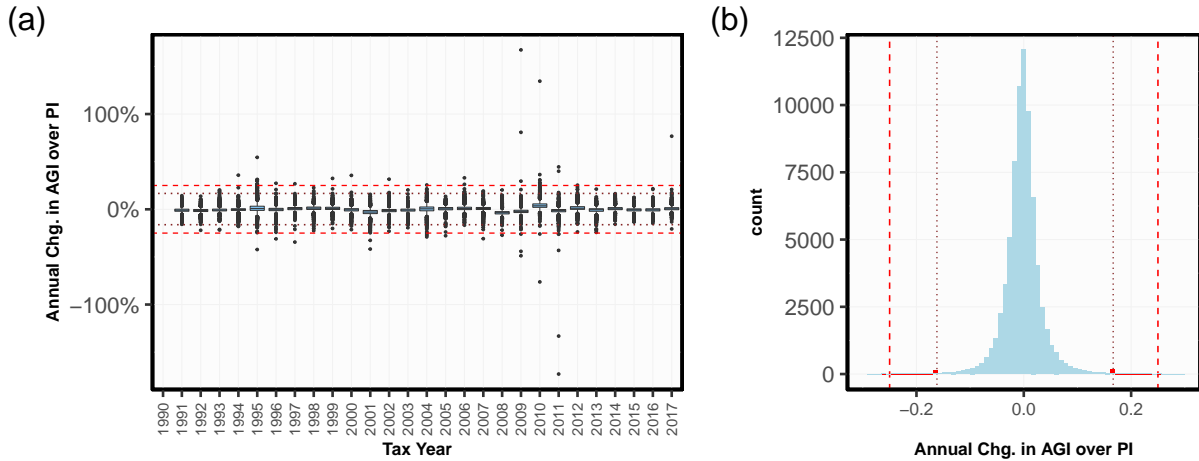 (a)
Annual Chg. in AGI over PI
100%
0%
−100%
1990 1991 1992 1993 1994 1995 1996 1997 1998 1999 2000 2001 2002 2003 2004 2005 2006 2007 2008 2009 2010 2011 2012 2013 2014 2015 2016 2017
Tax Year
(b)
count
12500
10000
7500
5000
2500
0
−0.2 0.0 0.2
Annual Chg. in AGI over PI